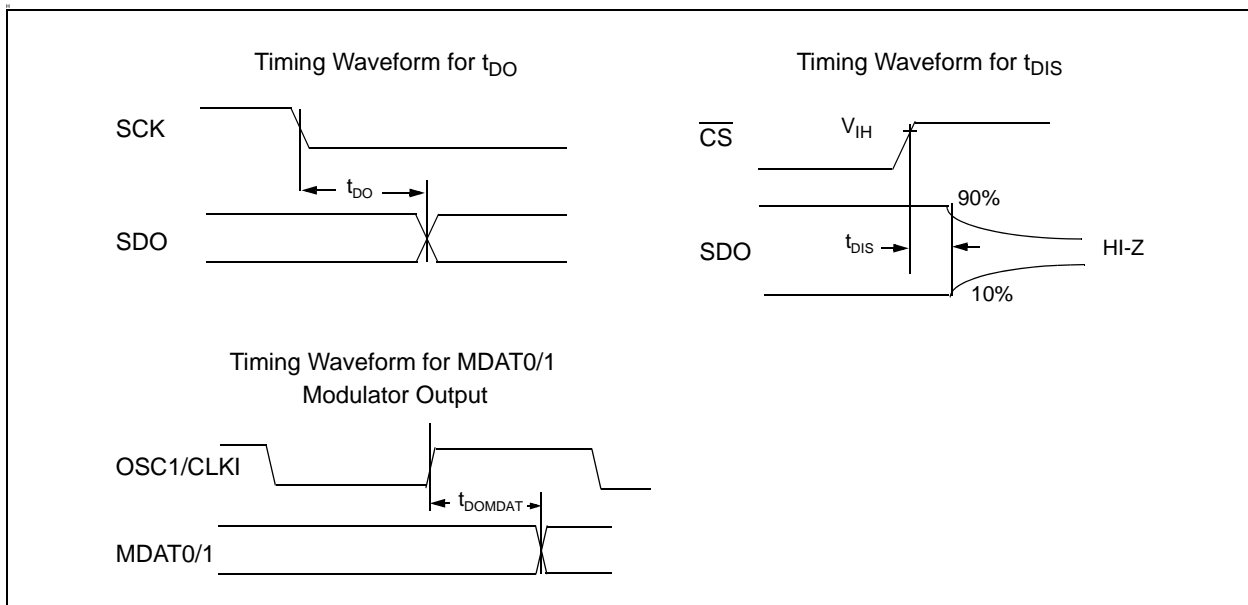 Timing Waveform for tDO
SCK
tDO
SDO
Timing Waveform for tDIS
CS
VIH
90%
tDIS
SDO
HI-Z
10%
Timing Waveform for MDAT0/1
Modulator Output
OSC1/CLKI
tDOMDAT
MDAT0/1